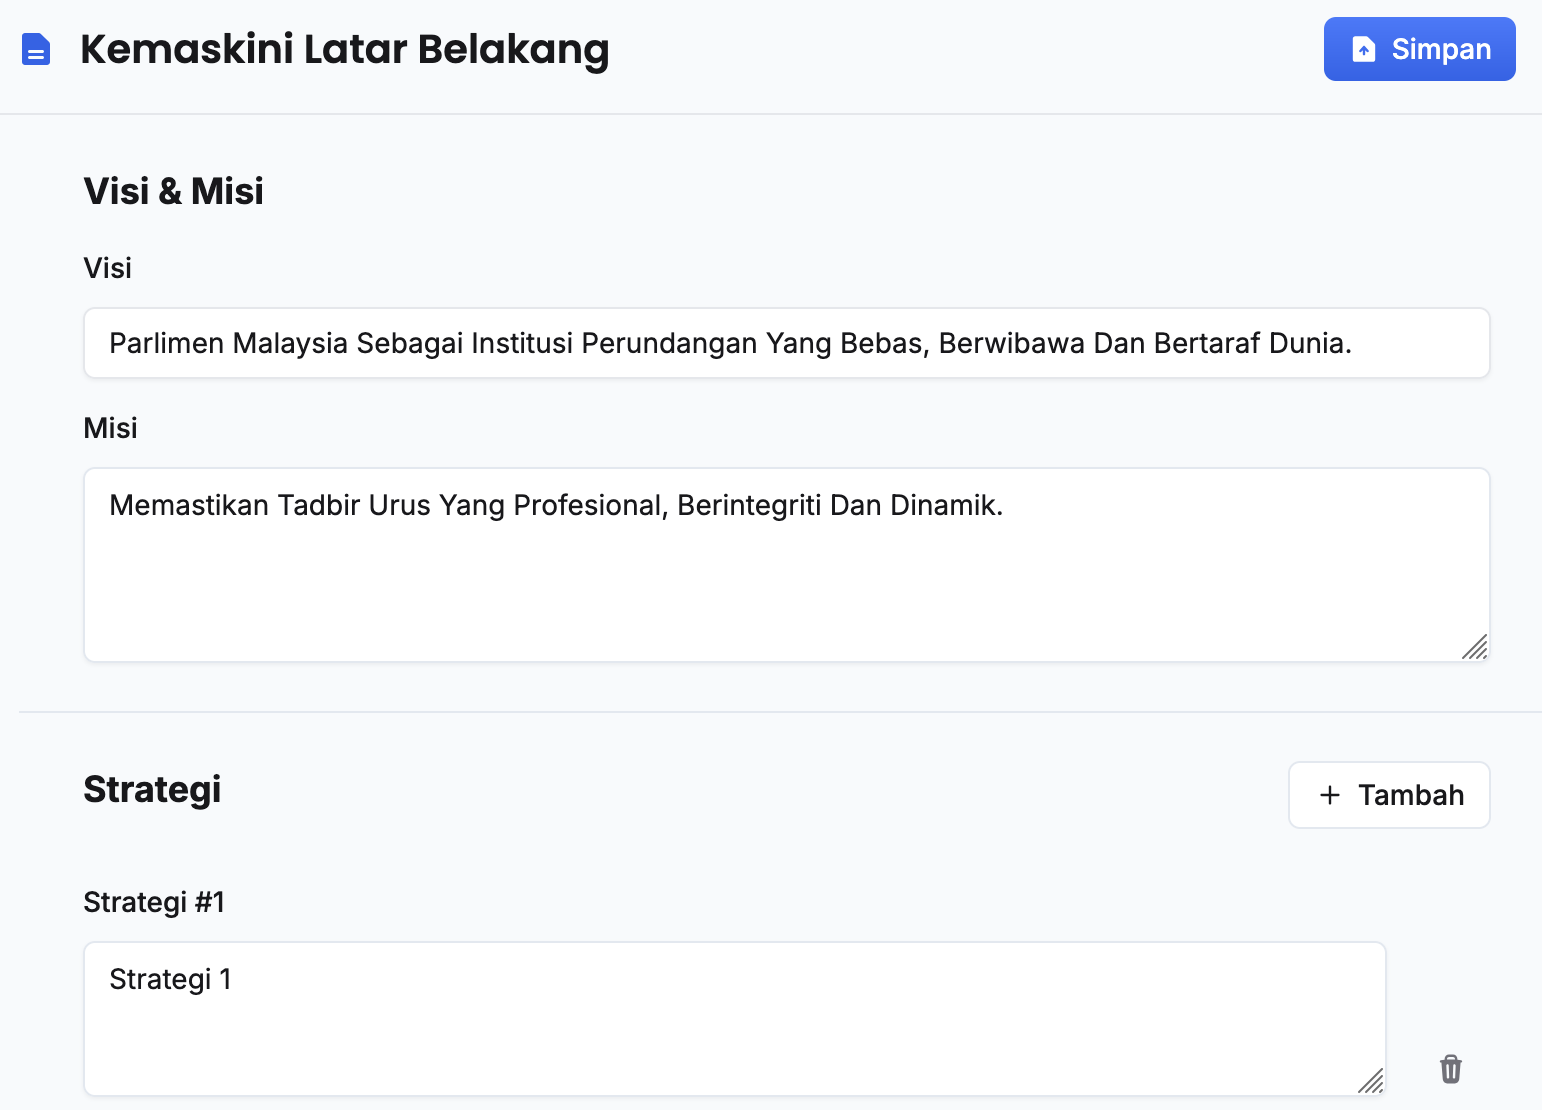 Kemaskini Latar Belakang
Simpan
Visi & Misi
Visi
Parlimen Malaysia Sebagai Institusi Perundangan Yang Bebas, Berwibawa Dan Bertaraf Dunia.
Misi
Memastikan Tadbir Urus Yang Profesional, Berintegriti Dan Dinamik.
Strategi
+ Tambah
Strategi #1
Strategi 1